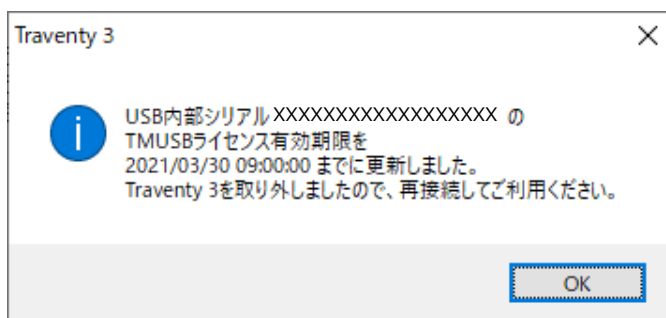 Traventy 3
USB内部シリアル XXXXXXXXXXXXXXXXXX の
TMUSBライセンス有効期限を
2021/03/30 09:00:00 までに更新しました。
Traventy 3を取り外しましたので、再接続してご利用ください。
OK